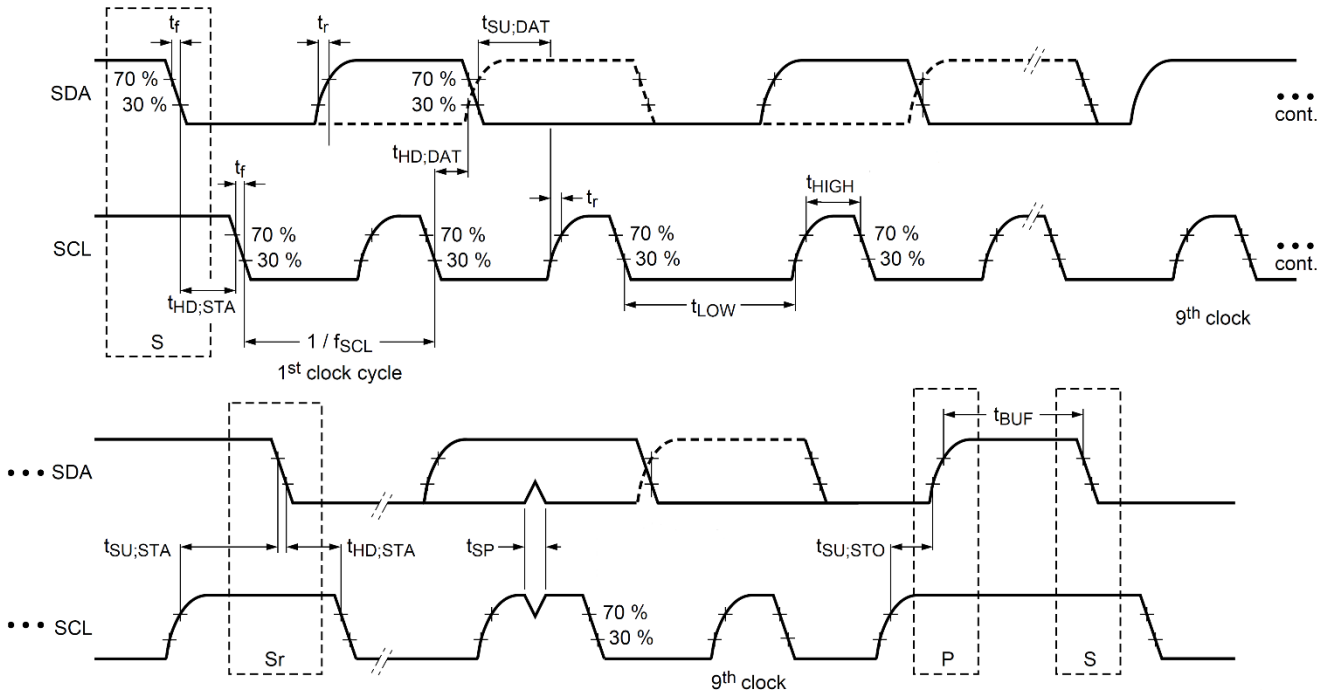 tf tr tSU;DAT
70 % 70 %
SDA
30 % 30 %
••• cont.
tHD;DAT
tf tr tHIGH
SCL
70 % 70 % 70 % 70 %
30 % 30 % 30 % 30 %
••• cont.
tHD;STA tLOW
S 1 / fSCL 9th clock
1st clock cycle
tBUF
••• SDA
tSU;STA tHD;STA tSP tSU;STO
70 %
••• SCL
30 %
Sr P S
9th clock